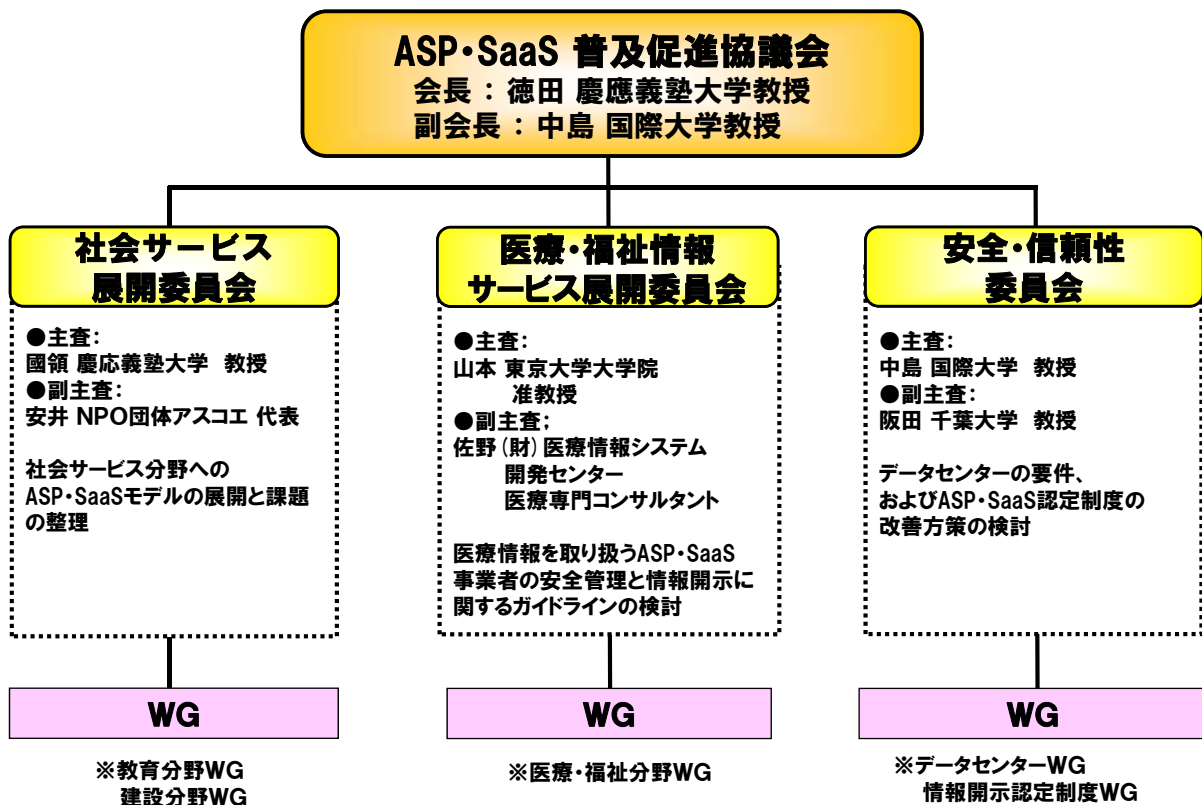 ASP・SaaS 普及促進協議会
会長 : 徳田 慶應義塾大学教授
副会長 : 中島 国際大学教授
社会サービス
展開委員会
●主査:
國領 慶応義塾大学 教授
●副主査:
安井 NPO団体アスコエ 代表
社会サービス分野への
ASP・SaaSモデルの展開と課題
の整理
WG
※教育分野WG
建設分野WG
医療・福祉情報
サービス展開委員会
●主査:
山本 東京大学大学院
准教授
●副主査;
佐野(財)医療情報システム
開発センター
医療専門コンサルタント
医療情報を取り扱うASP・SaaS
事業者の安全管理と情報開示に
関するガイドラインの検討
WG
※医療・福祉分野WG
安全・信頼性
委員会
●主査:
中島 国際大学 教授
●副主査:
阪田 千葉大学 教授
データセンターの要件、
およびASP・SaaS認定制度の
改善方策の検討
WG
※データセンターWG
情報開示認定制度WG